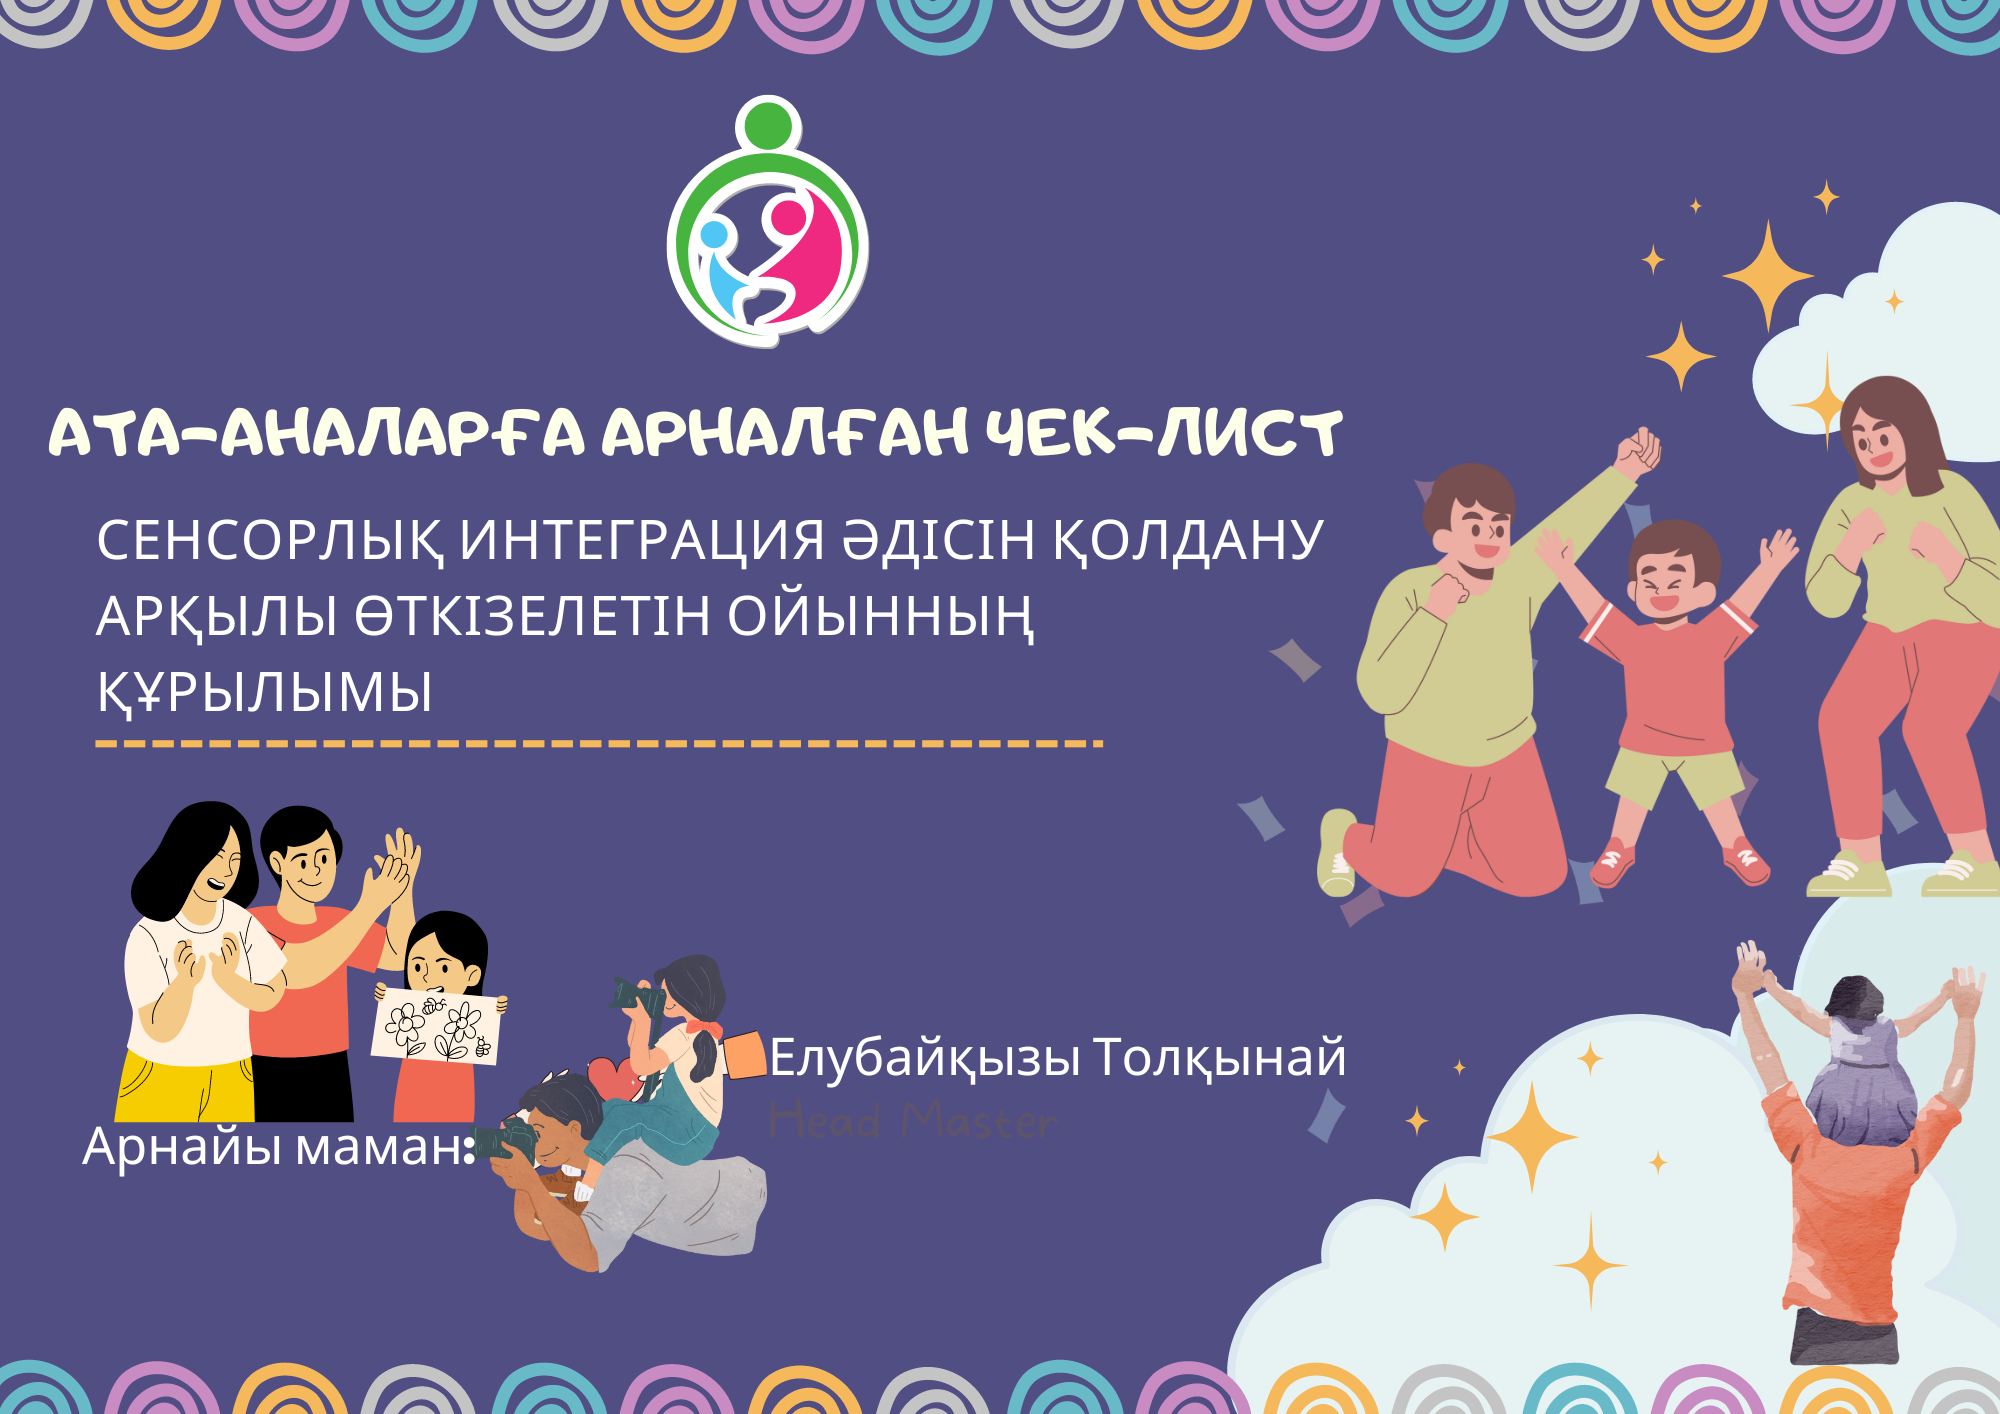 АТА-АНАЛАРҒА АРНАЛҒАН ЧЕК-ЛИСТ
СЕНСОРЛЫҚ ИНТЕГРАЦИЯ ӘДІСІН ҚОЛДАНУ
АРҚЫЛЫ ӨТКІЗЕЛЕТІН ОЙЫННЫҢ
ҚҰРЫЛЫМЫ
Елубайқызы Толқынай
Head Master
Арнайы маман: